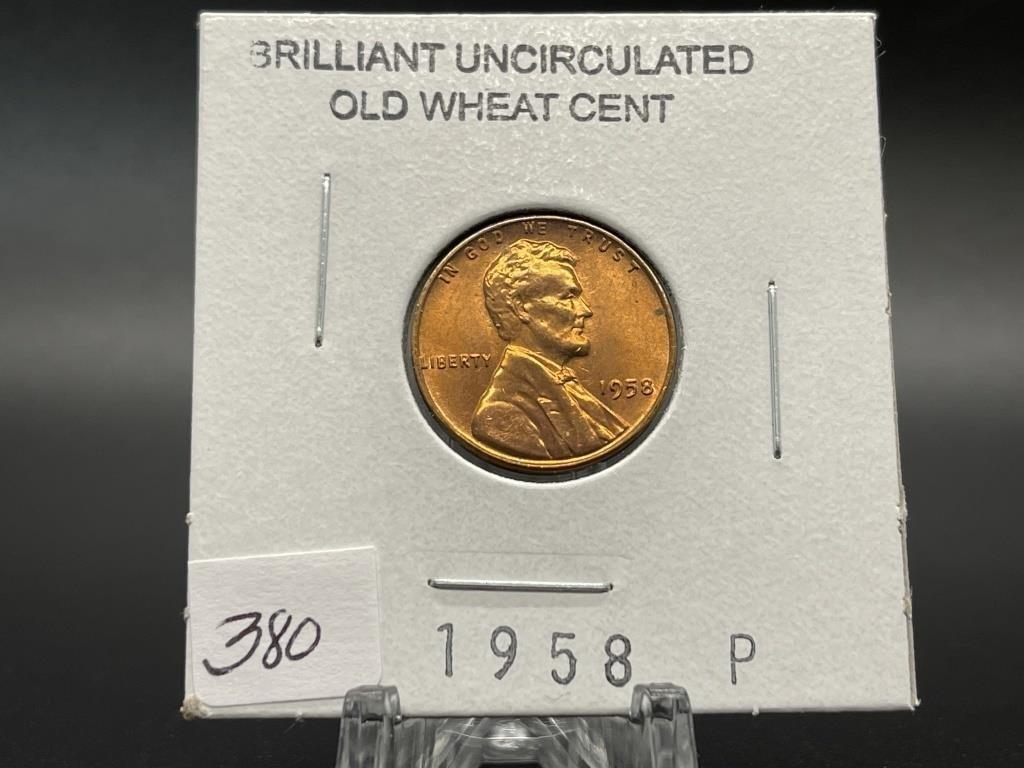 BRILLIANT UNCIRCULATED
OLD WHEAT CENT
IN GOD WE TRUST
LIBERTY
1958
380
1958 P